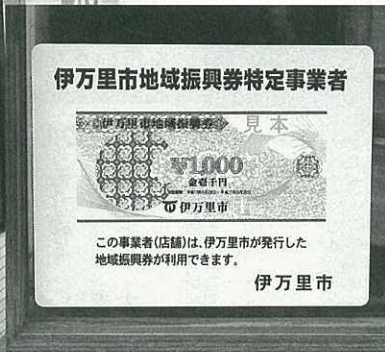 伊万里市地域振興券特定事業者
伊万里市地域振興券
見本
¥1,000
金壱千円
伊万里市
この事業者(店舗)は、伊万里市が発行した
地域振興券が利用できます。
伊万里市